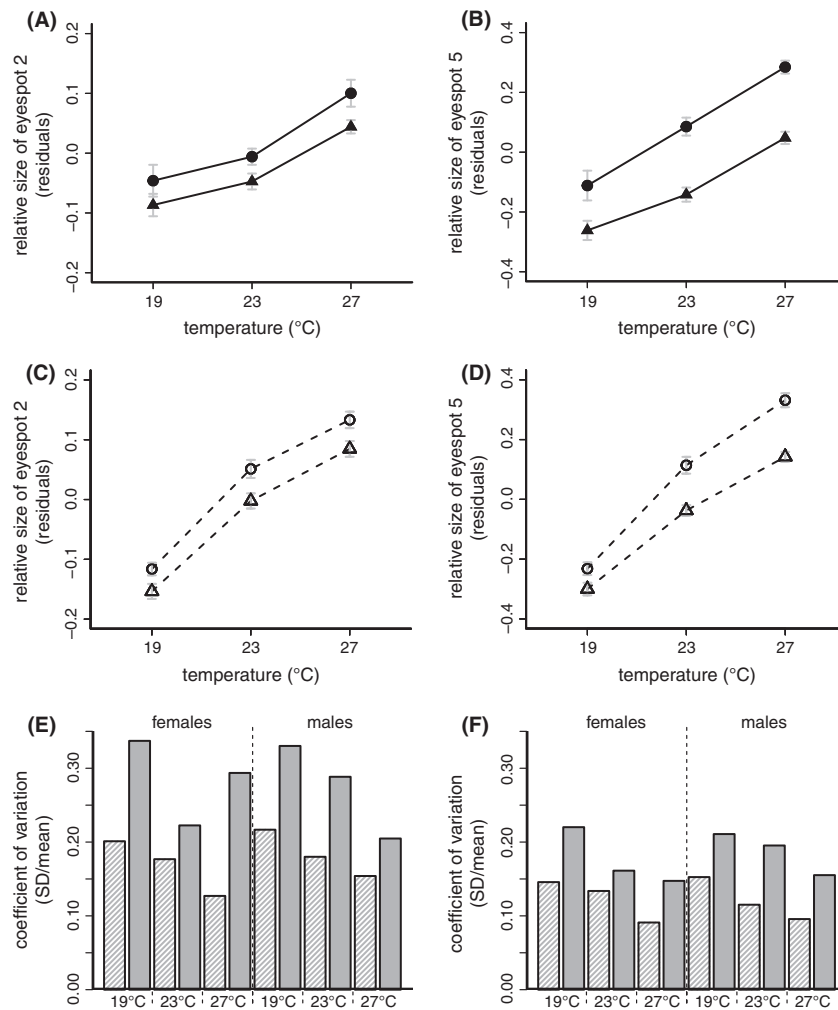 (A)
relative size of eyespot 2
(residuals)
0.2
0.1
0.0
−0.1
−0.2
19
23
27
temperature (°C)
(B)
relative size of eyespot 5
(residuals)
0.4
0.2
0.0
−0.2
−0.4
19
23
27
temperature (°C)
(C)
relative size of eyespot 2
(residuals)
0.2
0.1
0.0
−0.1
−0.2
19
23
27
temperature (°C)
(D)
relative size of eyespot 5
(residuals)
0.4
0.2
0.0
−0.2
−0.4
19
23
27
temperature (°C)
(E)
females
males
coefficient of variation
(SD/mean)
0.30
0.20
0.10
0.00
19°C
23°C
27°C
19°C
23°C
27°C
(F)
females
males
coefficient of variation
(SD/mean)
0.30
0.20
0.10
0.00
19°C
23°C
27°C
19°C
23°C
27°C